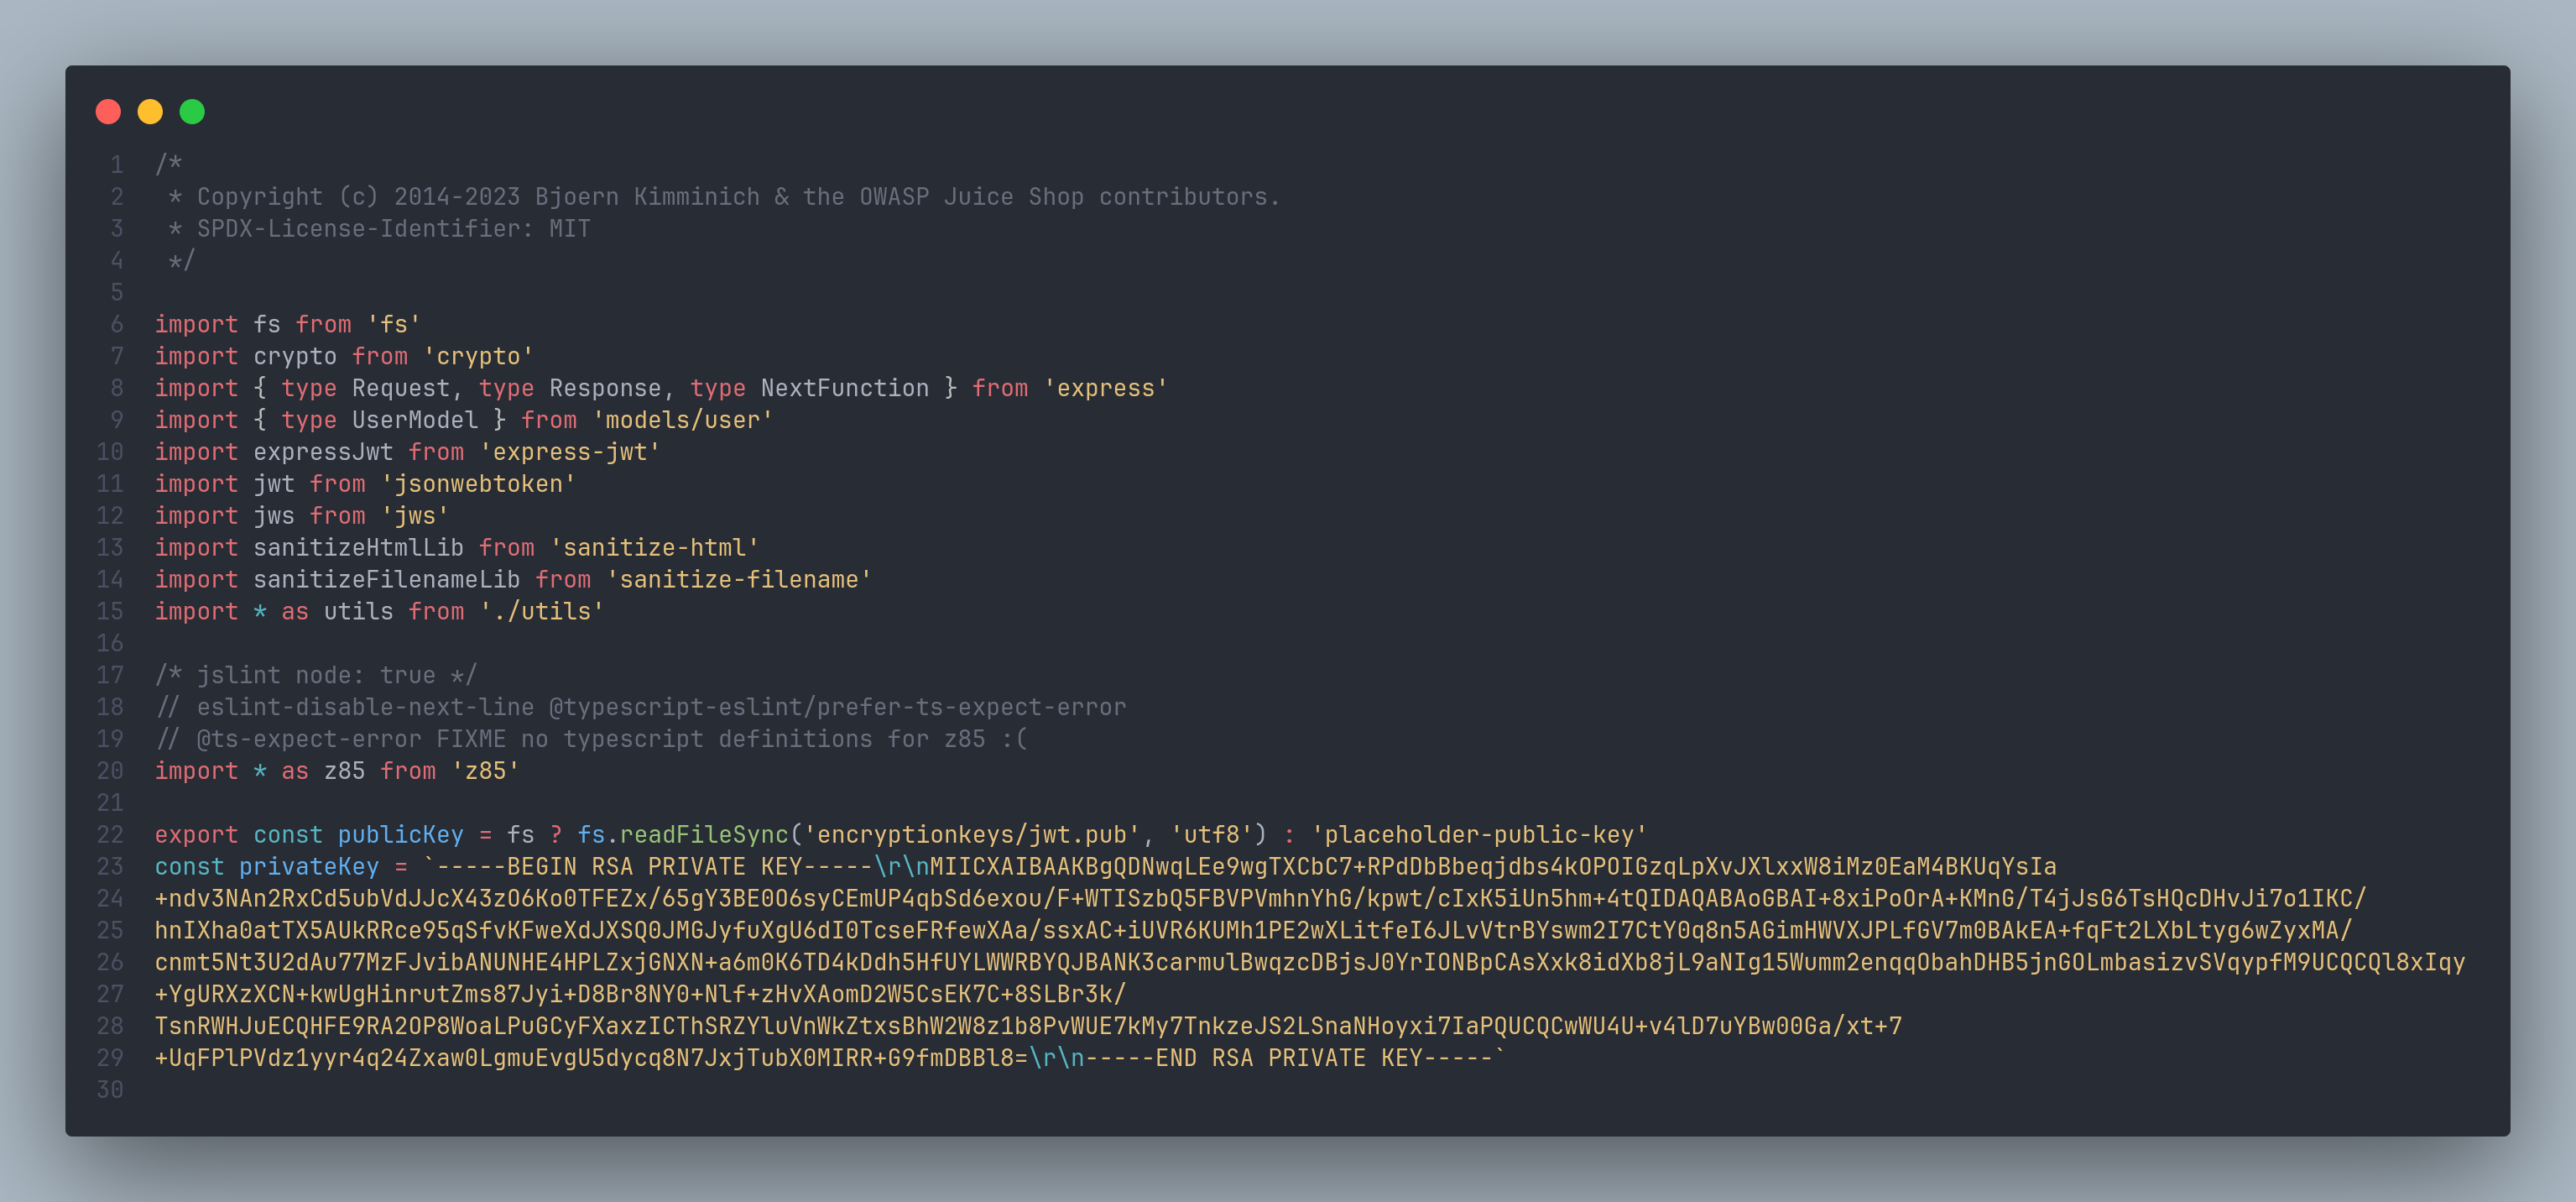 1 /*
2  * Copyright (c) 2014-2023 Bjoern Kimminich & the OWASP Juice Shop contributors.
3  * SPDX-License-Identifier: MIT
4  */
5
6 import fs from 'fs'
7 import crypto from 'crypto'
8 import { type Request, type Response, type NextFunction } from 'express'
9 import { type UserModel } from 'models/user'
10 import expressJwt from 'express-jwt'
11 import jwt from 'jsonwebtoken'
12 import jws from 'jws'
13 import sanitizeHtmlLib from 'sanitize-html'
14 import sanitizeFilenameLib from 'sanitize-filename'
15 import * as utils from './utils'
16
17 /* jslint node: true */
18 // eslint-disable-next-line @typescript-eslint/prefer-ts-expect-error
19 // @ts-expect-error FIXME no typescript definitions for z85 :(
20 import * as z85 from 'z85'
21
22 export const publicKey = fs ? fs.readFileSync('encryptionkeys/jwt.pub', 'utf8') : 'placeholder-public-key'
23 const privateKey = `-----BEGIN RSA PRIVATE KEY-----\r\nMIICXAIBAAKBgQDNwqLEe9wgTXCbC7+RPdDbBbeqjdbs4kOPOIGzqLpXvJXlxxW8iMz0EaM4BKUqYsIa
24 +ndv3NAn2RxCd5ubVdJJcX43zO6Ko0TFEZx/65gY3BE0O6syCEmUP4qbSd6exou/F+WTISzbQ5FBVPVmhnYhG/kpwt/cIxK5iUn5hm+4tQIDAQABAoGBAI+8xiPoOrA+KMnG/T4jJsG6TsHQcDHvJi7o1IKC/
25 hnIXha0atTX5AUkRRce95qSfvKFweXdJXSQ0JMGJyfuXgU6dI0TcseFRfewXAa/ssxAC+iUVR6KUMh1PE2wXLitfeI6JLvVtrBYswm2I7CtY0q8n5AGimHWVXJPLfGV7m0BAkEA+fqFt2LXbLtyg6wZyxMA/
26 cnmt5Nt3U2dAu77MzFJvibANUNHE4HPLZxjGNXN+a6m0K6TD4kDdh5HfUYLWWRBYQJBANK3carmulBwqzcDBjsJ0YrIONBpCAsXxk8idXb8jL9aNIg15Wumm2enqqObahDHB5jnGOLmbasizvSVqypfM9UCQCQl8xIqy
27 +YgURXzXCN+kwUgHinrutZms87Jyi+D8Br8NY0+Nlf+zHvXAomD2W5CsEK7C+8SLBr3k/
28 TsnRWHJuECQHFE9RA2OP8WoaLPuGCyFXaxzICThSRZYluVnWkZtxsBhW2W8z1b8PvWUE7kMy7TnkzeJS2LSnaNHoyxi7IaPQUCQCwWU4U+v4lD7uYBw00Ga/xt+7
29 +UqFPlPVdz1yyr4q24Zxaw0LgmuEvgU5dycq8N7JxjTubX0MIRR+G9fmDBBl8=\r\n-----END RSA PRIVATE KEY-----`
30